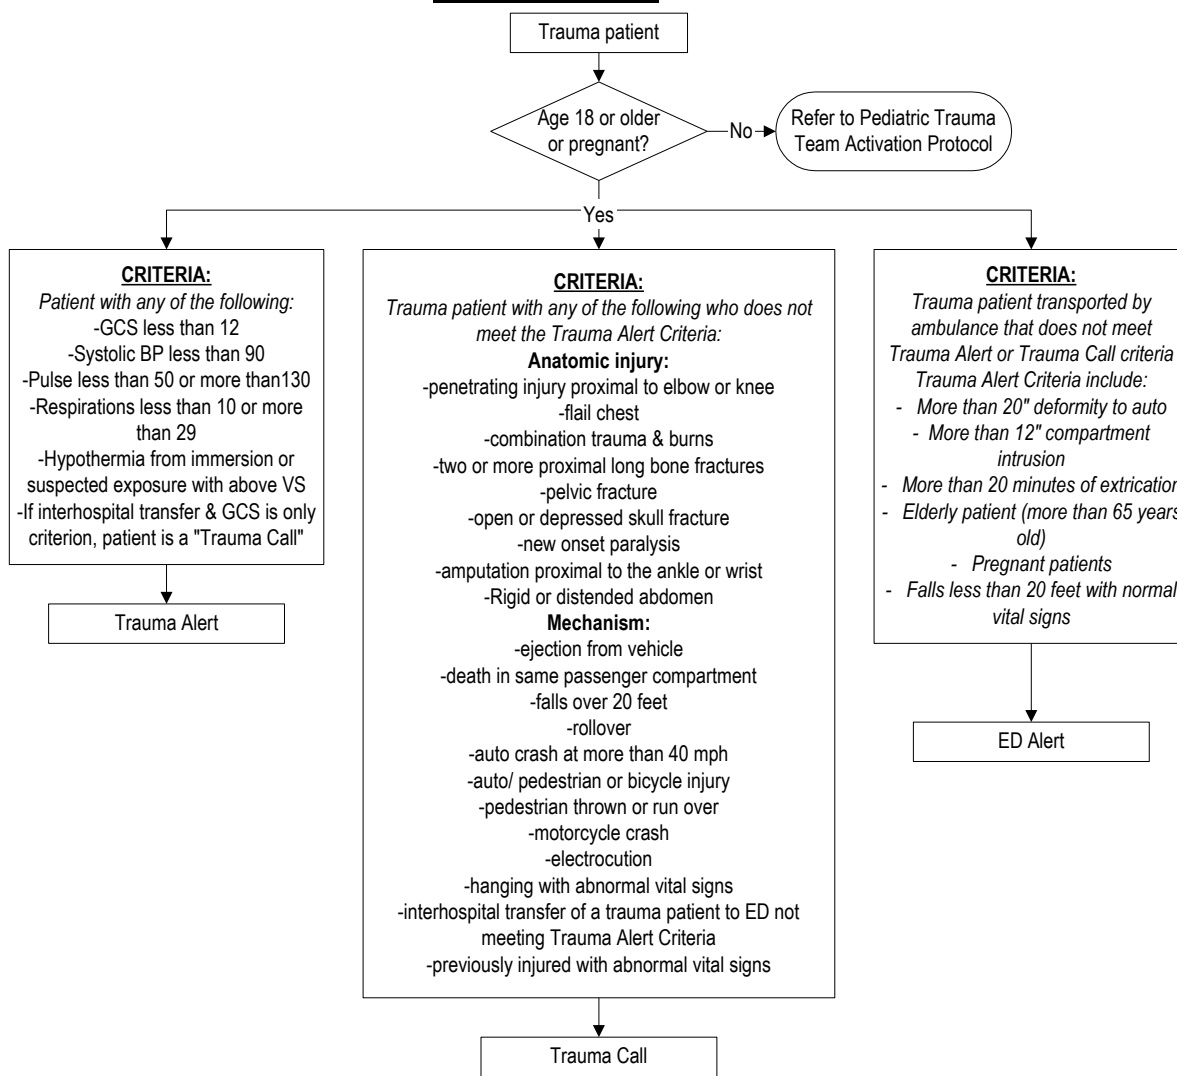 Trauma patient
Age 18 or older
or pregnant?
No
Refer to Pediatric Trauma
Team Activation Protocol
Yes
CRITERIA:
Patient with any of the following:
-GCS less than 12
-Systolic BP less than 90
-Pulse less than 50 or more than130
-Respirations less than 10 or more
than 29
-Hypothermia from immersion or
suspected exposure with above VS
-If interhospital transfer & GCS is only
criterion, patient is a "Trauma Call"
Trauma Alert
CRITERIA:
Trauma patient with any of the following who does not
meet the Trauma Alert Criteria:
Anatomic injury:
-penetrating injury proximal to elbow or knee
-flail chest
-combination trauma & burns
-two or more proximal long bone fractures
-pelvic fracture
-open or depressed skull fracture
-new onset paralysis
-amputation proximal to the ankle or wrist
-Rigid or distended abdomen
Mechanism:
-ejection from vehicle
-death in same passenger compartment
-falls over 20 feet
-rollover
-auto crash at more than 40 mph
-auto/ pedestrian or bicycle injury
-pedestrian thrown or run over
-motorcycle crash
-electrocution
-hanging with abnormal vital signs
-interhospital transfer of a trauma patient to ED not
meeting Trauma Alert Criteria
-previously injured with abnormal vital signs
Trauma Call
CRITERIA:
Trauma patient transported by
ambulance that does not meet
Trauma Alert or Trauma Call criteria
Trauma Alert Criteria include:
- More than 20" deformity to auto
- More than 12" compartment
intrusion
- More than 20 minutes of extrication
- Elderly patient (more than 65 years
old)
- Pregnant patients
- Falls less than 20 feet with normal
vital signs
ED Alert